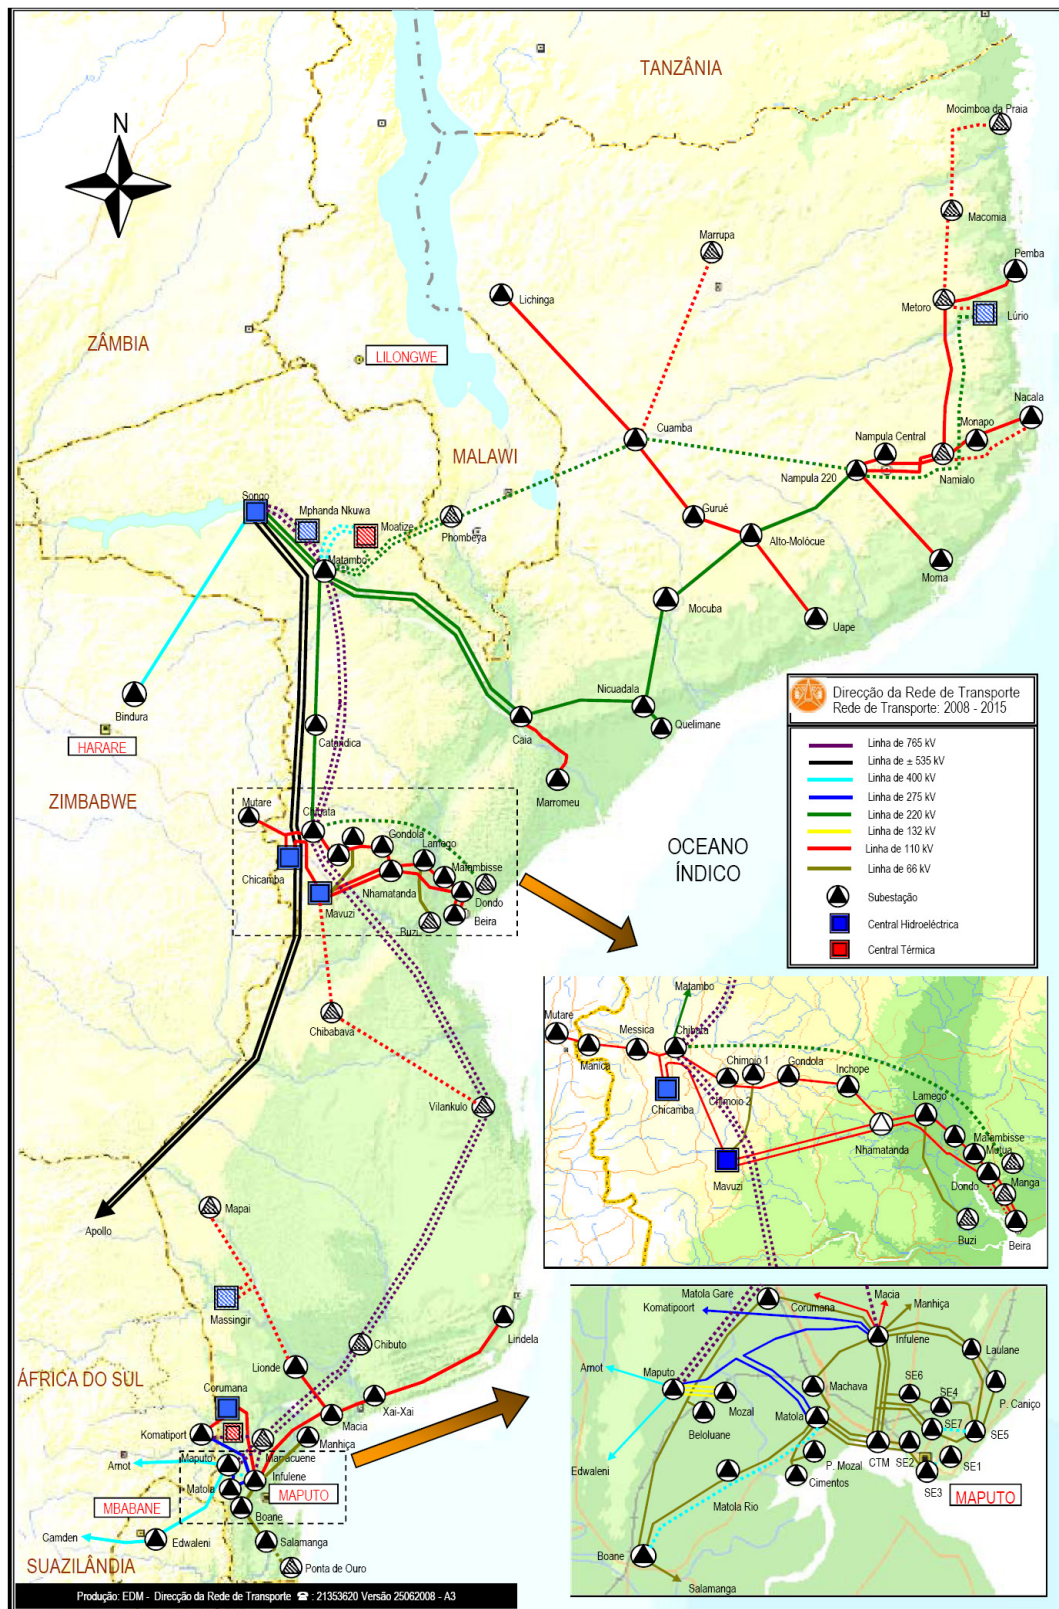 TANZÂNIA
Mocimboa da Praia
N
Macomia
Marrupa
Pemba
Lichinga
Metoro
Lúrio
ZÂMBIA
LILONGWE
Nacala
Cuamba
Monapo
Nampula Central
MALAWI
Nampula 220
Namialo
Songo
Mphanda Nkuwa
Moatize
Gurué
Phombeya
Alto-Molócue
Matambo
Moma
Mocuba
Uape
Nicuadala
Bindura
Quelimane
Caia
Catandica
HARARE
Marromeu
ZIMBABWE
Direcção da Rede de Transporte
Rede de Transporte: 2008 - 2015
Linha de 765 kV
Linha de ± 535 kV
Linha de 400 kV
Linha de 275 kV
Linha de 220 kV
Linha de 132 kV
Linha de 110 kV
Linha de 66 kV
Subestação
Central Hidroeléctrica
Central Térmica
OCEANO
ÍNDICO
Mutare
Chibata
Gondola
Lamego
Mafambisse
Chicamba
Nhamatanda
Dondo
Mavuzi
Beira
Buzi
Chibabava
Vilankulo
Matambo
Mutare
Messica
Chibata
Manica
Chimoio 1
Gondola
Inchope
Chimoio 2
Chicamba
Lamego
Mafambisse
Nhamatanda
Mutua
Mavuzi
Dondo
Manga
Buzi
Beira
Apollo
Mapai
Massingir
Chibuto
Lindela
ÁFRICA DO SUL
Lionde
Corumana
Xai-Xai
Macia
Komatiport
Manhiça
Maputo
Arnot
Infulene
Matola
MAPUTO
MBABANE
Boane
Camden
Edwaleni
Salamanga
SUAZILÂNDIA
Ponta de Ouro
Matola Gare
Komatipoort
Corumana
Macia
Manhiça
Infulene
Laulane
Arnot
Maputo
SE6
Machava
SE4
P. Caniço
Mozal
Matola
SE7
Beloluane
SE5
Edwaleni
P. Mozal
CTM
SE2
SE1
Cimentos
SE3
Matola Rio
MAPUTO
Boane
Salamanga
Produção: EDM - Direcção da Rede de Transporte ☎ : 21353620 Versão 25062008 - A3